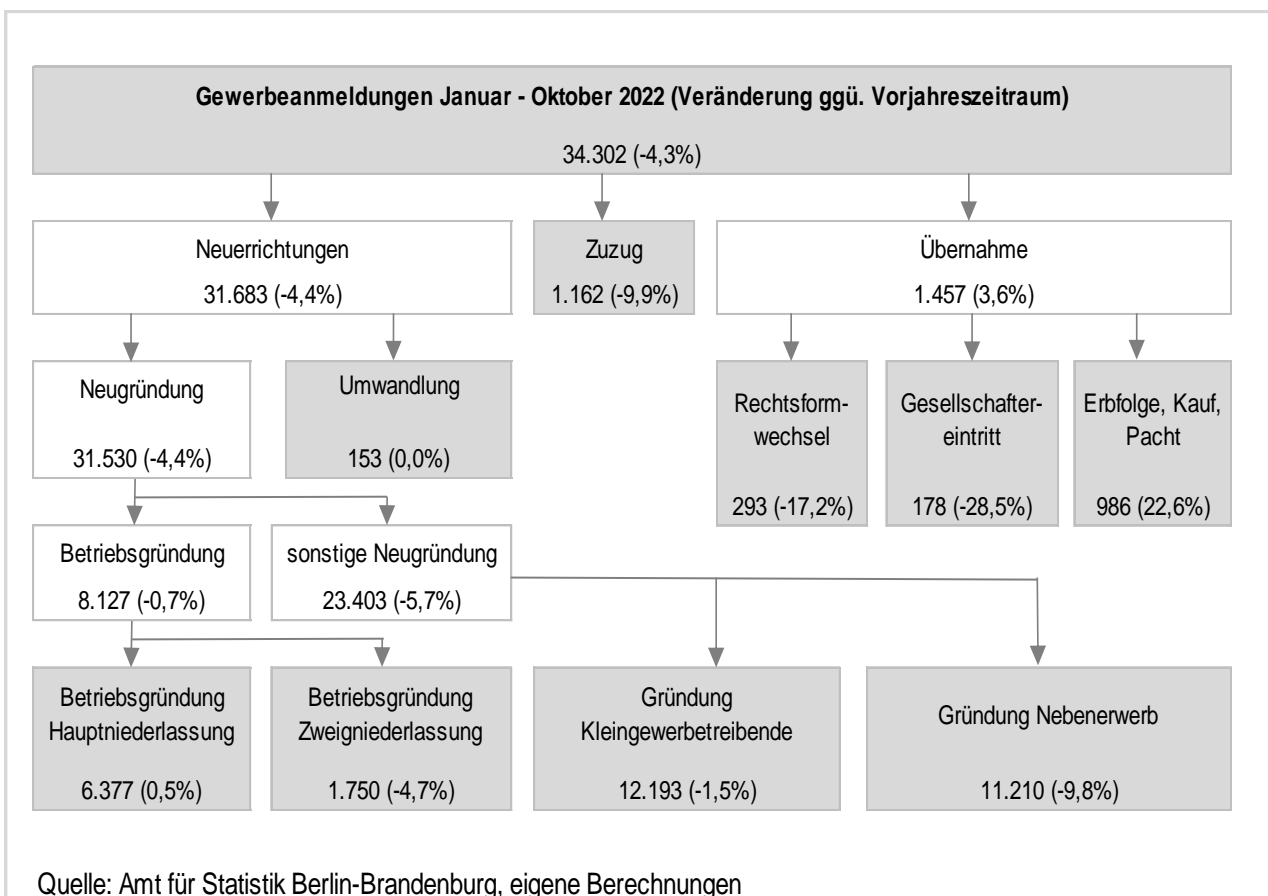 Gewerbeanmeldungen Januar - Oktober 2022 (Veränderung ggü. Vorjahreszeitraum)
34.302 (-4,3%)
Neuerrichtungen
31.683 (-4,4%)
Zuzug
1.162 (-9,9%)
Übernahme
1.457 (3,6%)
Neugründung
31.530 (-4,4%)
Umwandlung
153 (0,0%)
Rechtsform-
wechsel
293 (-17,2%)
Gesellschafter-
eintritt
178 (-28,5%)
Erbfolge, Kauf,
Pacht
986 (22,6%)
Betriebsgründung
8.127 (-0,7%)
sonstige Neugründung
23.403 (-5,7%)
Betriebsgründung
Hauptniederlassung
6.377 (0,5%)
Betriebsgründung
Zweigniederlassung
1.750 (-4,7%)
Gründung
Kleingewerbetreibende
12.193 (-1,5%)
Gründung Nebenerwerb
11.210 (-9,8%)
Quelle: Amt für Statistik Berlin-Brandenburg, eigene Berechnungen